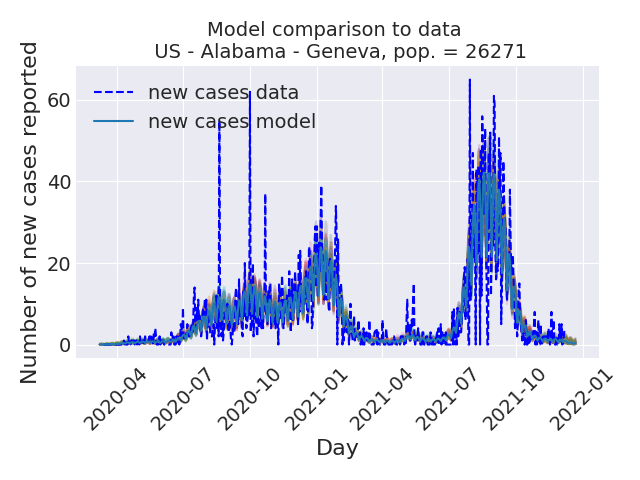 Model comparison to data
US - Alabama - Geneva, pop. = 26271
Number of new cases reported
60
40
20
0
new cases data
new cases model
2020-04
2020-07
2020-10
2021-01
2021-04
2021-07
2021-10
2022-01
Day